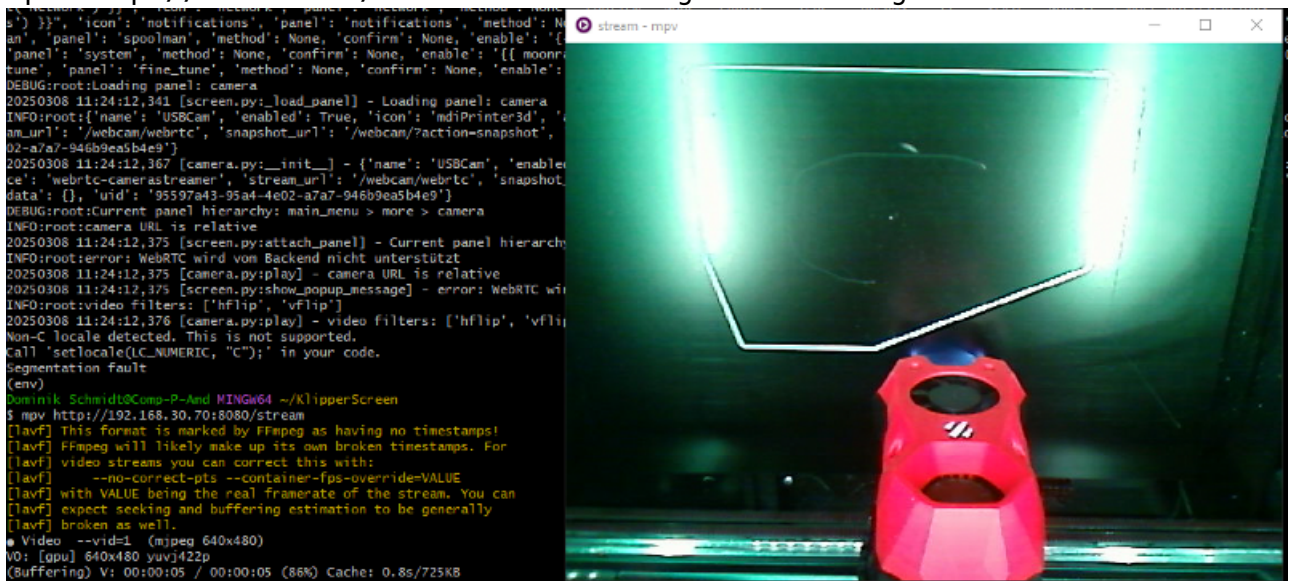 s') }}", 'icon': 'notifications', 'panel': 'notifications', 'method': N
an', 'panel': 'spoolman', 'method': None, 'confirm': None, 'enable': '{
'panel': 'system', 'method': None, 'confirm': None, 'enable': '{{ moonr
tune', 'panel': 'fine_tune', 'method': None, 'confirm': None, 'enable':
DEBUG:root:Loading panel: camera
20250308 11:24:12,341 [screen.py:_load_panel] - Loading panel: camera
INFO:root:{'name': 'USBCam', 'enabled': True, 'icon': 'mdiPrinter3d', '
am_url': '/webcam/webrtc', 'snapshot_url': '/webcam/?action=snapshot',
02-a7a7-946b9ea5b4e9'}
20250308 11:24:12,367 [camera.py:__init__] - {'name': 'USBCam', 'enable
ce': 'webrtc-camerastreamer', 'stream_url': '/webcam/webrtc', 'snapshot_
data': {}, 'uid': '95597a43-95a4-4e02-a7a7-946b9ea5b4e9'}
DEBUG:root:Current panel hierarchy: main_menu > more > camera
INFO:root:camera URL is relative
20250308 11:24:12,375 [screen.py:attach_panel] - Current panel hierarchy
INFO:root:error: WebRTC wird vom Backend nicht unterstützt
20250308 11:24:12,375 [camera.py:play] - camera URL is relative
20250308 11:24:12,375 [screen.py:show_popup_message] - error: WebRTC wi
INFO:root:video filters: ['hflip', 'vflip']
20250308 11:24:12,376 [camera.py:play] - video filters: ['hflip', 'vfli
Non-C locale detected. This is not supported.
Call 'setlocale(LC_NUMERIC, "C");' in your code.
Segmentation fault
(env)
Dominik Schmidt@Comp-P-Amd MINGW64 ~/KlipperScreen
$ mpv http://192.168.30.70:8080/stream
[lavf] This format is marked by FFmpeg as having no timestamps!
[lavf] FFmpeg will likely make up its own broken timestamps. For
[lavf] video streams you can correct this with:
[lavf]     --no-correct-pts --container-fps-override=VALUE
[lavf] with VALUE being the real framerate of the stream. You can
[lavf] expect seeking and buffering estimation to be generally
[lavf] broken as well.
● Video --vid=1 (mjpeg 640x480)
VO: [gpu] 640x480 yuvj422p
(Buffering) V: 00:00:05 / 00:00:05 (86%) Cache: 0.8s/725KB
stream - mpv